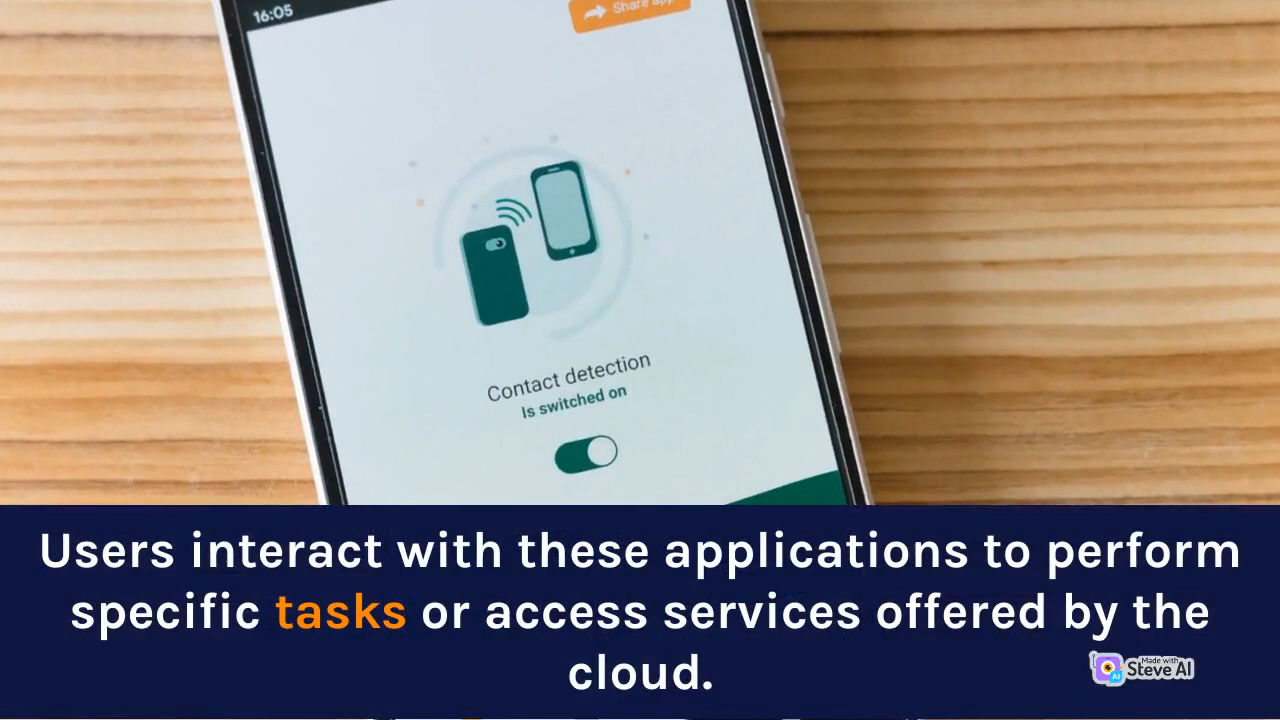 16:05
Share app
Contact detection
Is switched on
Users interact with these applications to perform
specific tasks or access services offered by the
cloud.
Made with
Steve AI
AI